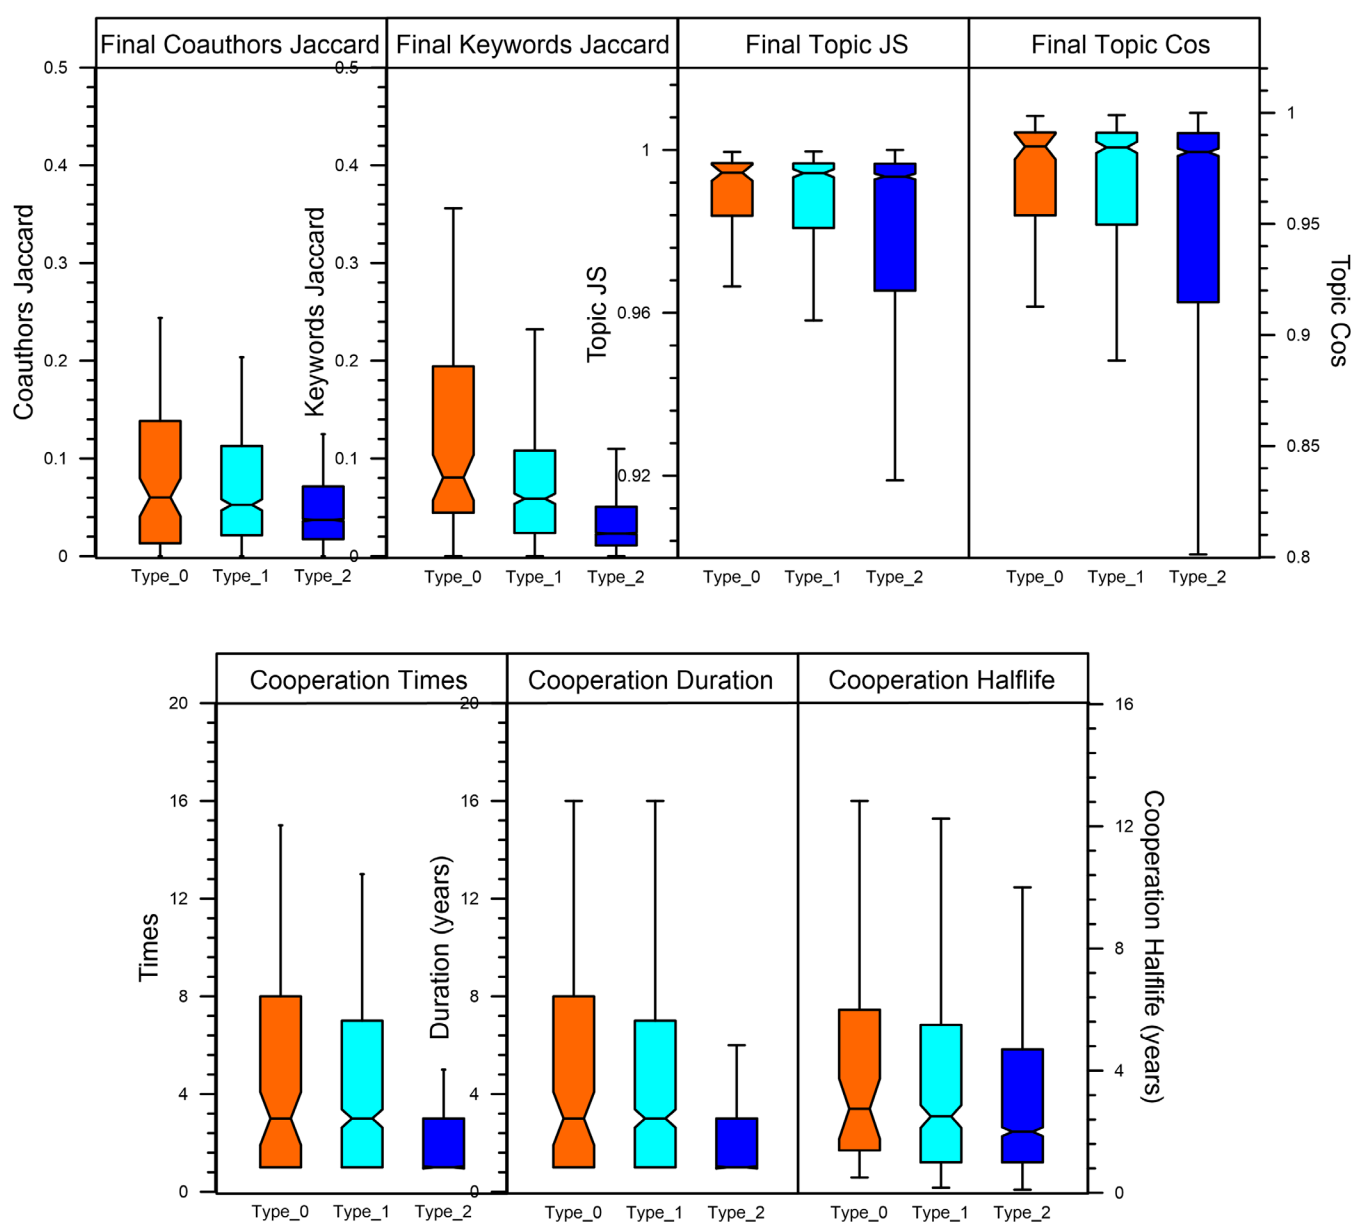 Final Coauthors Jaccard Final Keywords Jaccard Final Topic JS Final Topic Cos
0.5 0.5
1
1
0.4 0.4
0.95
0.3 0.3
0.96
0.9
0.2 0.2
0.85
0.1 0.1 0.92
0 0 0.8
Coauthors Jaccard
Keywords Jaccard
Topic JS
Topic Cos
Type_0 Type_1 Type_2 Type_0 Type_1 Type_2 Type_0 Type_1 Type_2 Type_0 Type_1 Type_2
Cooperation Times Cooperation Duration Cooperation Halflife
20 20 16
16 16
12
12 12
8
8 8
4
4 4
0 0 0
Times
Duration (years)
Cooperation Halflife (years)
Type_0 Type_1 Type_2 Type_0 Type_1 Type_2 Type_0 Type_1 Type_2